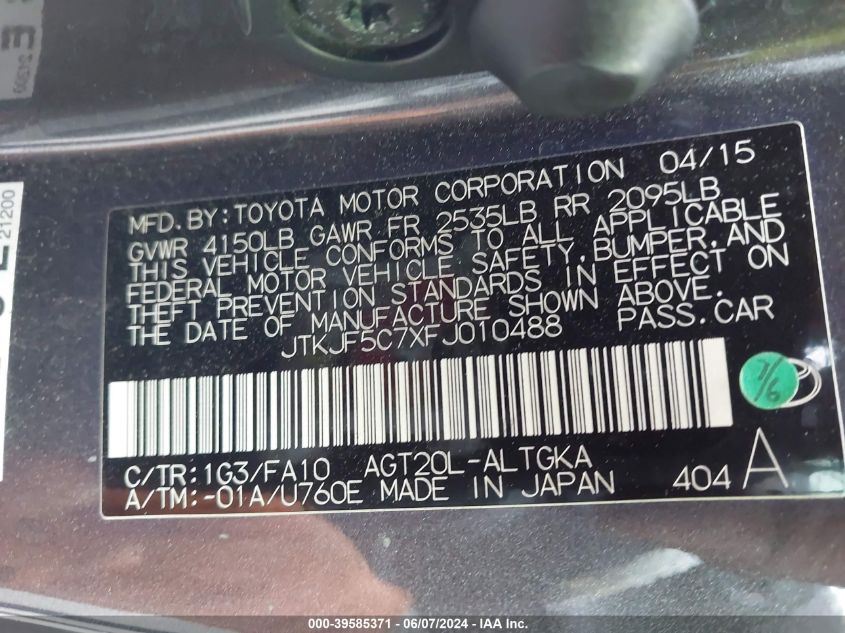 MFD.BY:TOYOTA MOTOR CORPORATION 04/15
GVWR 4150LB GAWR FR 2535LB RR 2095LB
THIS VEHICLE CONFORMS TO ALL APPLICABLE
FEDERAL MOTOR VEHICLE SAFETY,BUMPER,AND
THEFT PREVENTION STANDARDS IN EFFECT ON
THE DATE OF MANUFACTURE SHOWN ABOVE.
JTKJF5C7XFJ010488 PASS.CAR
7/6
C/TR:1G3/FA10 AGT20L-ALTGKA
A/TM:-01A/U760E MADE IN JAPAN 404 A
21200
E
000-39585371 - 06/07/2024 - IAA Inc.